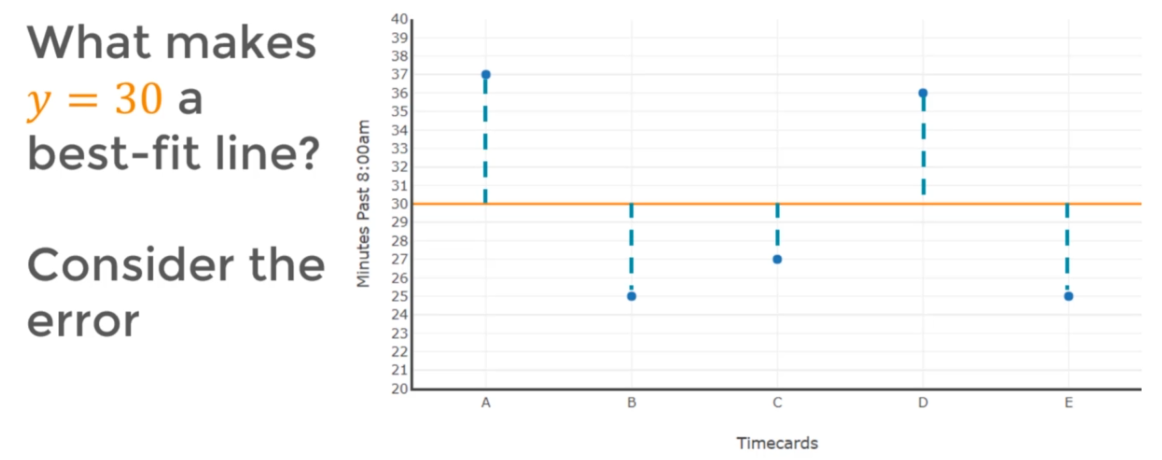 What makes
y = 30 a
best-fit line?
Consider the
error
Minutes Past 8:00am
40
39
38
37
36
35
34
33
32
31
30
29
28
27
26
25
24
23
22
21
20
A B C D E
Timecards